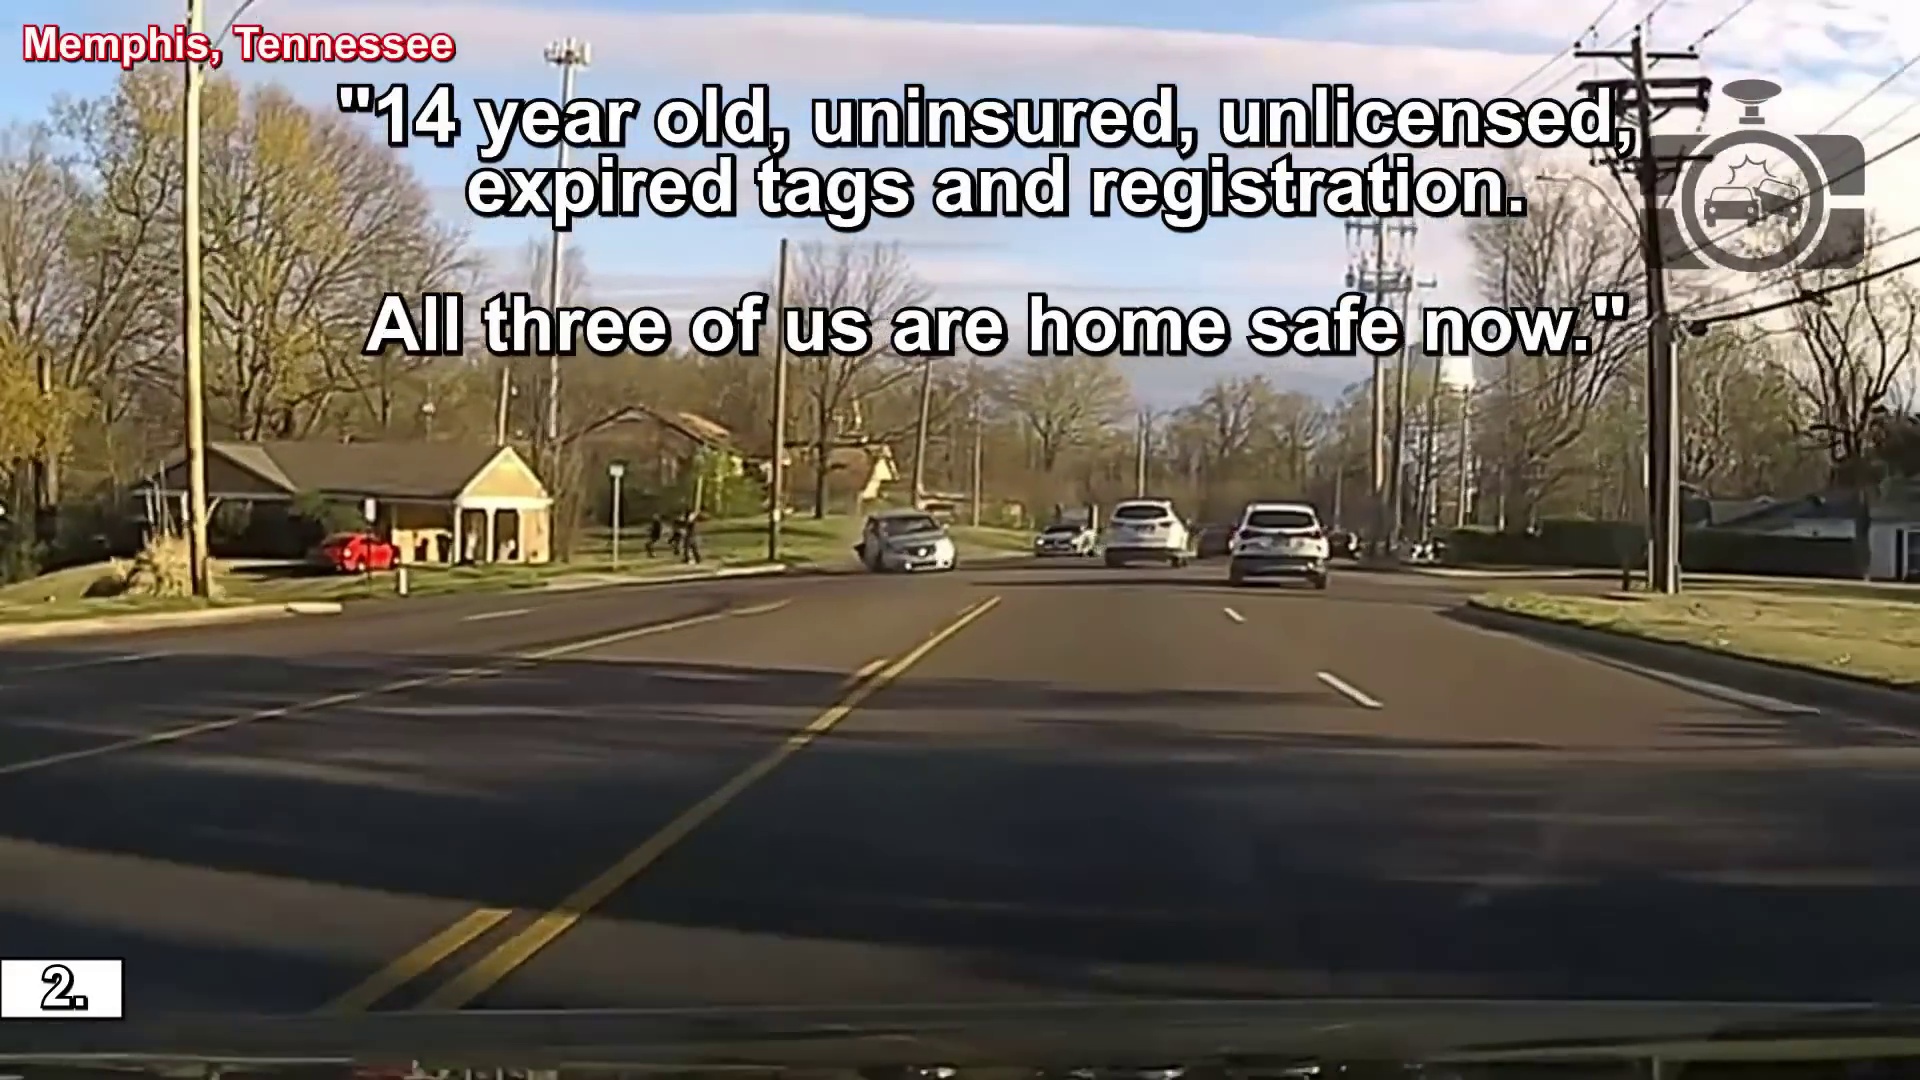 Memphis, Tennessee
"14 year old, uninsured, unlicensed,
expired tags and registration.
All three of us are home safe now."
2.